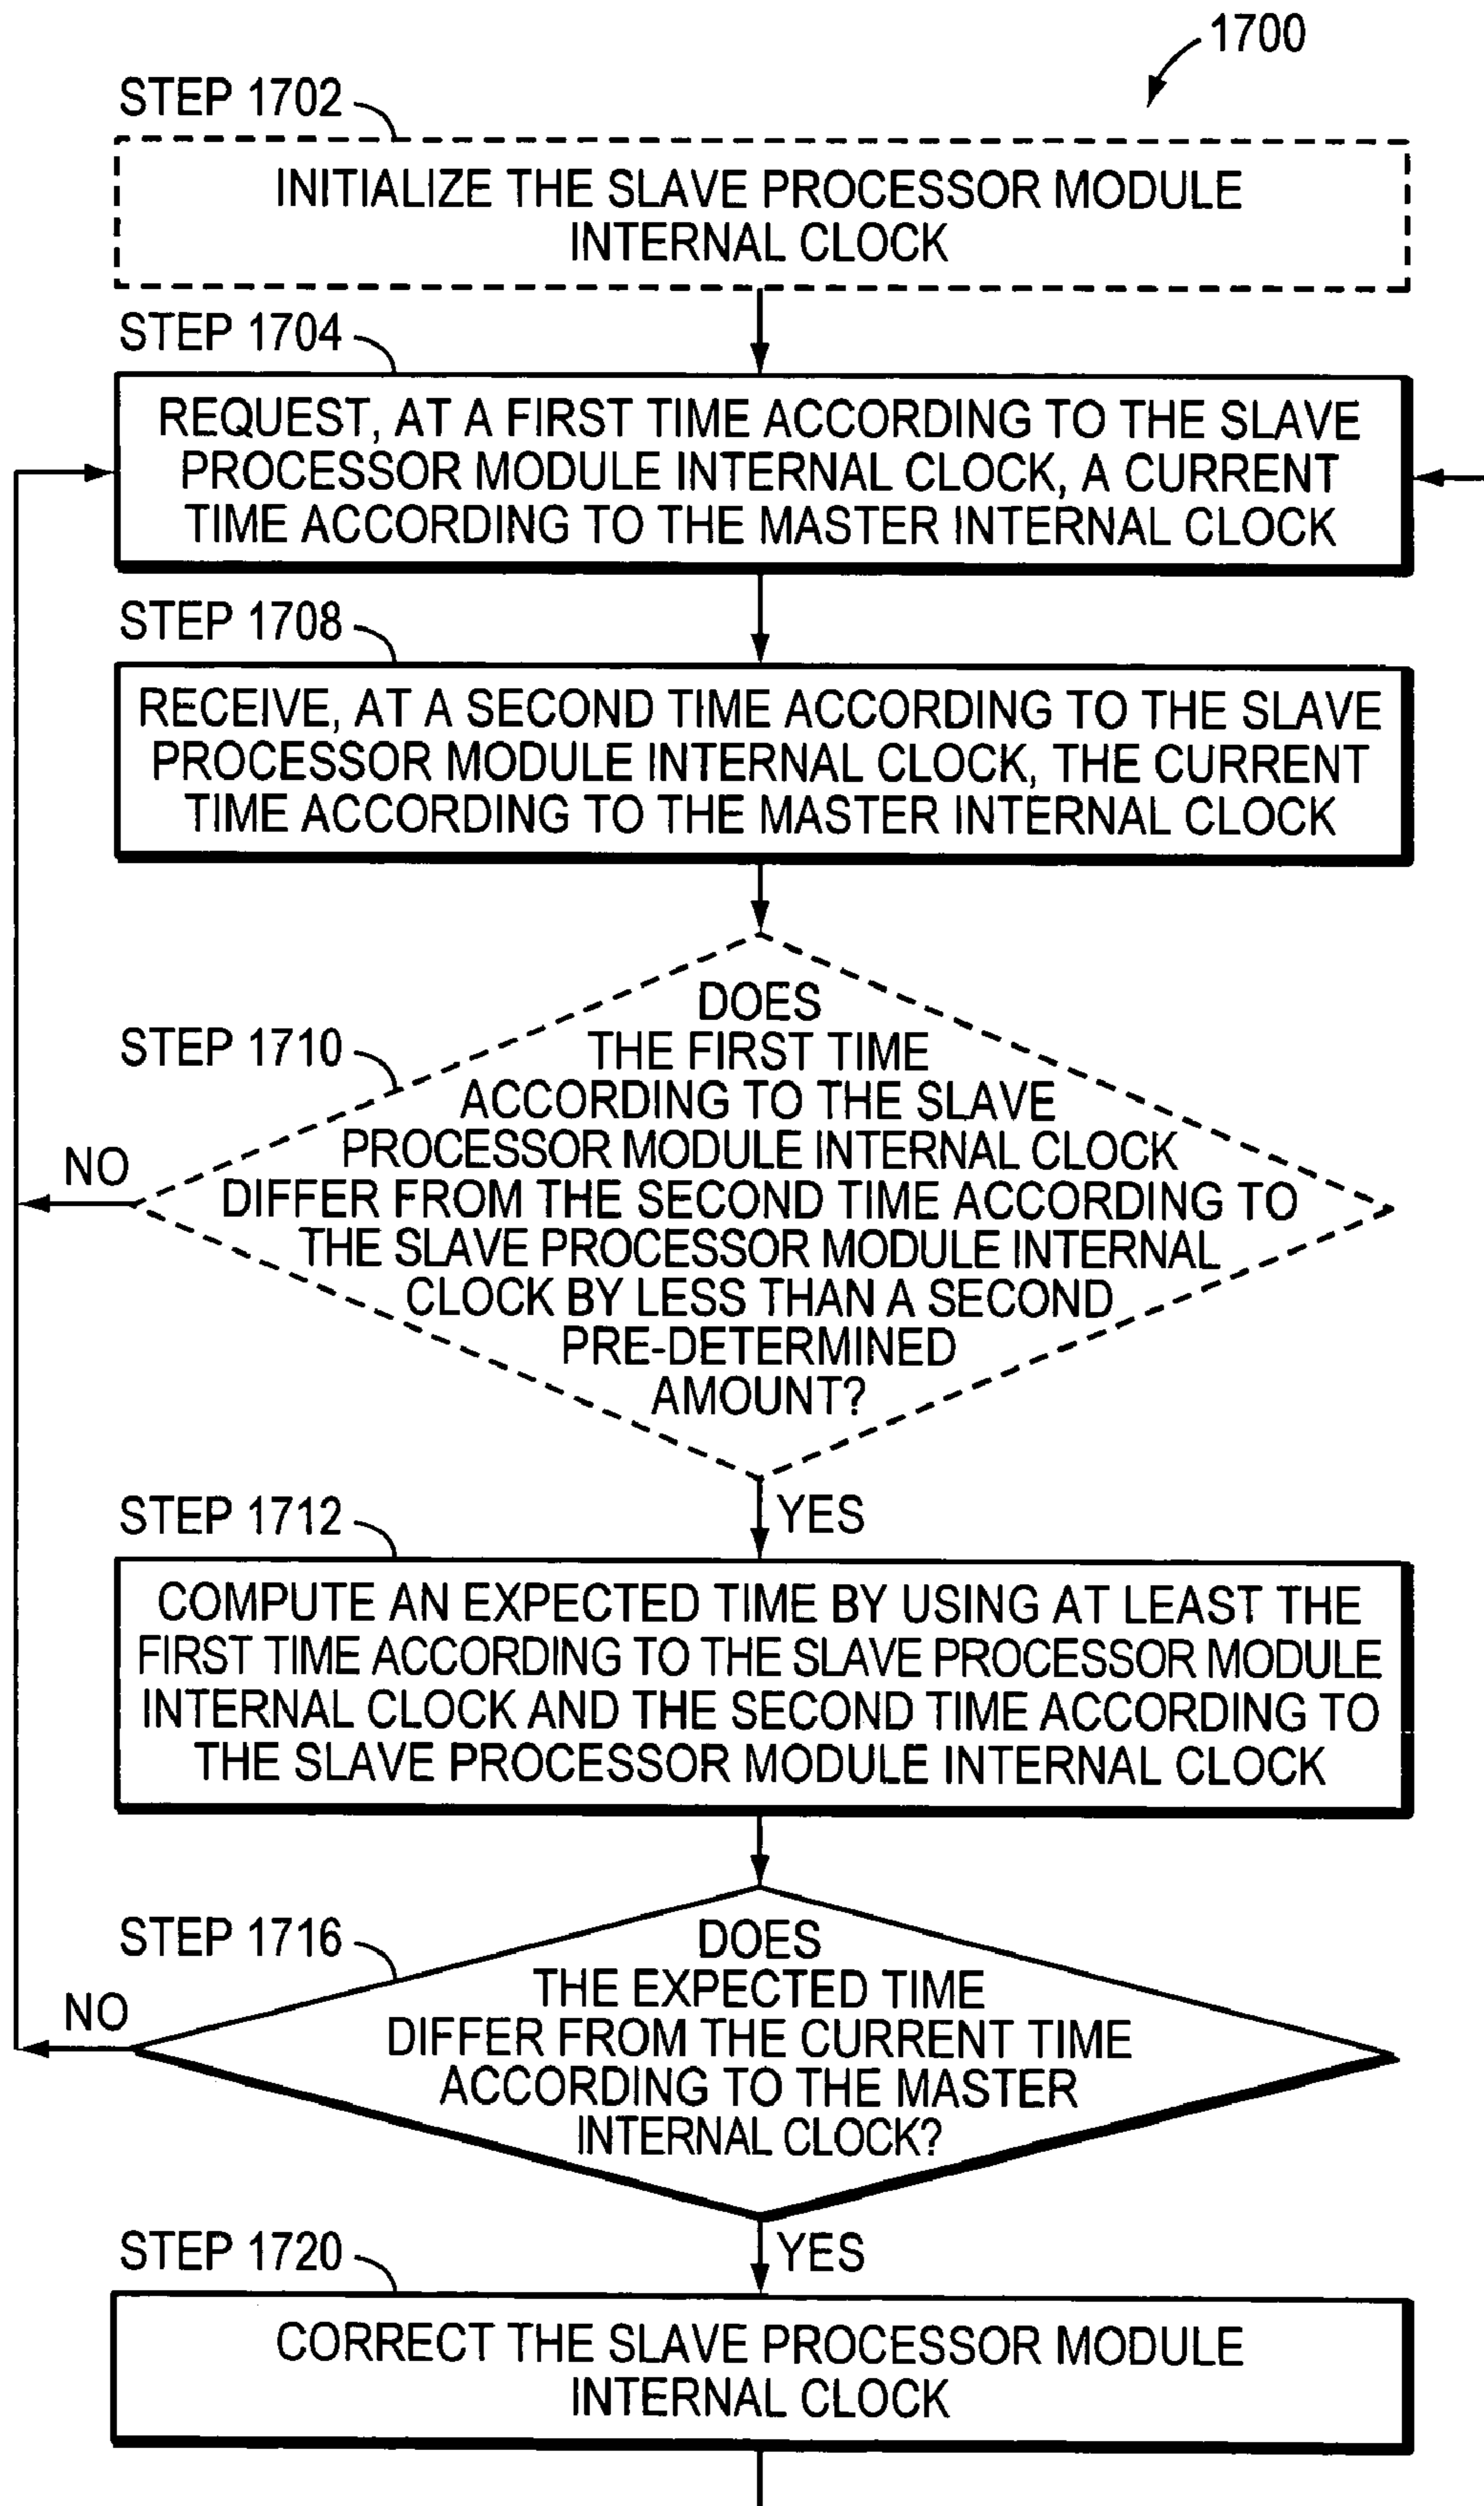 1700
STEP 1702
INITIALIZE THE SLAVE PROCESSOR MODULE
INTERNAL CLOCK
STEP 1704
REQUEST, AT A FIRST TIME ACCORDING TO THE SLAVE
PROCESSOR MODULE INTERNAL CLOCK, A CURRENT
TIME ACCORDING TO THE MASTER INTERNAL CLOCK
STEP 1708
RECEIVE, AT A SECOND TIME ACCORDING TO THE SLAVE
PROCESSOR MODULE INTERNAL CLOCK, THE CURRENT
TIME ACCORDING TO THE MASTER INTERNAL CLOCK
STEP 1710
DOES
THE FIRST TIME
ACCORDING TO THE SLAVE
PROCESSOR MODULE INTERNAL CLOCK
DIFFER FROM THE SECOND TIME ACCORDING TO
THE SLAVE PROCESSOR MODULE INTERNAL
CLOCK BY LESS THAN A SECOND
PRE-DETERMINED
AMOUNT?
NO
YES
STEP 1712
COMPUTE AN EXPECTED TIME BY USING AT LEAST THE
FIRST TIME ACCORDING TO THE SLAVE PROCESSOR MODULE
INTERNAL CLOCK AND THE SECOND TIME ACCORDING TO
THE SLAVE PROCESSOR MODULE INTERNAL CLOCK
STEP 1716
DOES
THE EXPECTED TIME
DIFFER FROM THE CURRENT TIME
ACCORDING TO THE MASTER
INTERNAL CLOCK?
NO
YES
STEP 1720
CORRECT THE SLAVE PROCESSOR MODULE
INTERNAL CLOCK